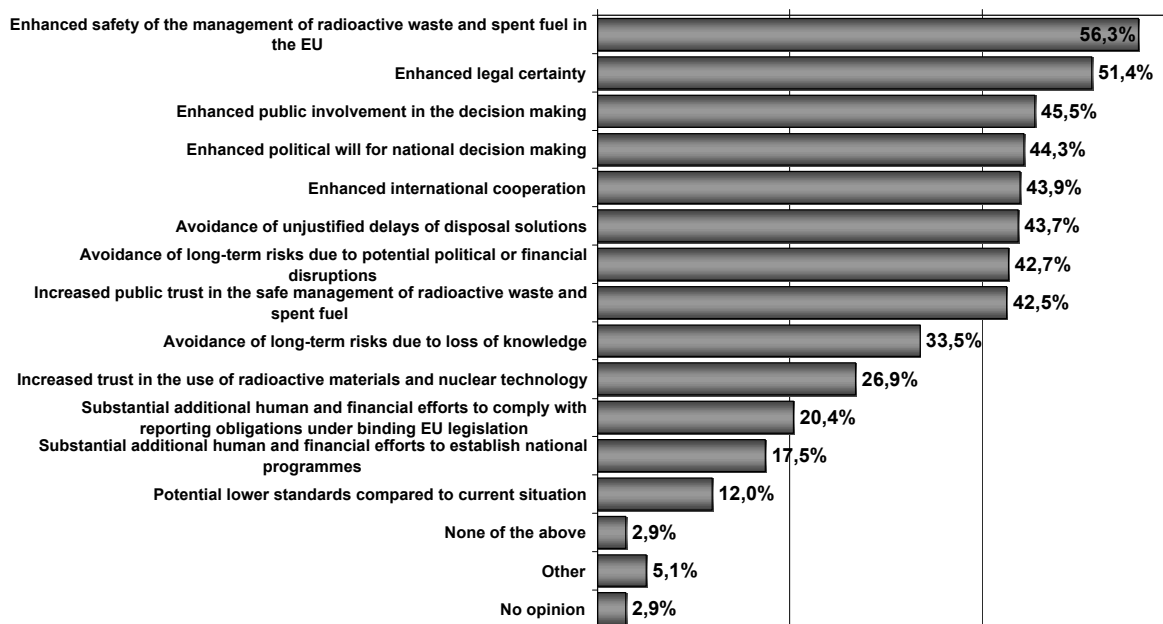 Enhanced safety of the management of radioactive waste and spent fuel in
the EU
56,3%
Enhanced legal certainty
51,4%
Enhanced public involvement in the decision making
45,5%
Enhanced political will for national decision making
44,3%
Enhanced international cooperation
43,9%
Avoidance of unjustified delays of disposal solutions
43,7%
Avoidance of long-term risks due to potential political or financial
disruptions
42,7%
Increased public trust in the safe management of radioactive waste and
spent fuel
42,5%
Avoidance of long-term risks due to loss of knowledge
33,5%
Increased trust in the use of radioactive materials and nuclear technology
26,9%
Substantial additional human and financial efforts to comply with
reporting obligations under binding EU legislation
20,4%
Substantial additional human and financial efforts to establish national
programmes
17,5%
Potential lower standards compared to current situation
12,0%
None of the above
2,9%
Other
5,1%
No opinion
2,9%